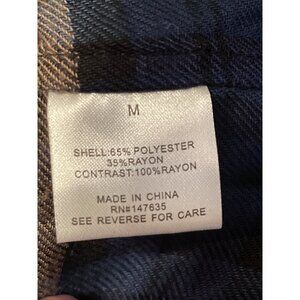 M
SHELL:65% POLYESTER
35%RAYON
CONTRAST:100%RAYON
MADE IN CHINA
RN#147635
SEE REVERSE FOR CARE